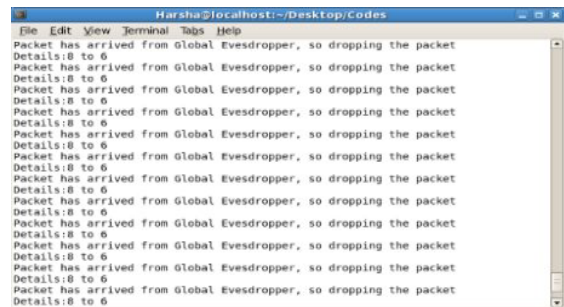 Harsha@localhost:~/Desktop/Codes
File Edit View Terminal Tabs Help
Packet has arrived from Global Evesdropper, so dropping the packet
Details:8 to 6
Packet has arrived from Global Evesdropper, so dropping the packet
Details:8 to 6
Packet has arrived from Global Evesdropper, so dropping the packet
Details:8 to 6
Packet has arrived from Global Evesdropper, so dropping the packet
Details:8 to 6
Packet has arrived from Global Evesdropper, so dropping the packet
Details:8 to 6
Packet has arrived from Global Evesdropper, so dropping the packet
Details:8 to 6
Packet has arrived from Global Evesdropper, so dropping the packet
Details:8 to 6
Packet has arrived from Global Evesdropper, so dropping the packet
Details:8 to 6
Packet has arrived from Global Evesdropper, so dropping the packet
Details:8 to 6
Packet has arrived from Global Evesdropper, so dropping the packet
Details:8 to 6
Packet has arrived from Global Evesdropper, so dropping the packet
Details:8 to 6
Packet has arrived from Global Evesdropper, so dropping the packet
Details:8 to 6